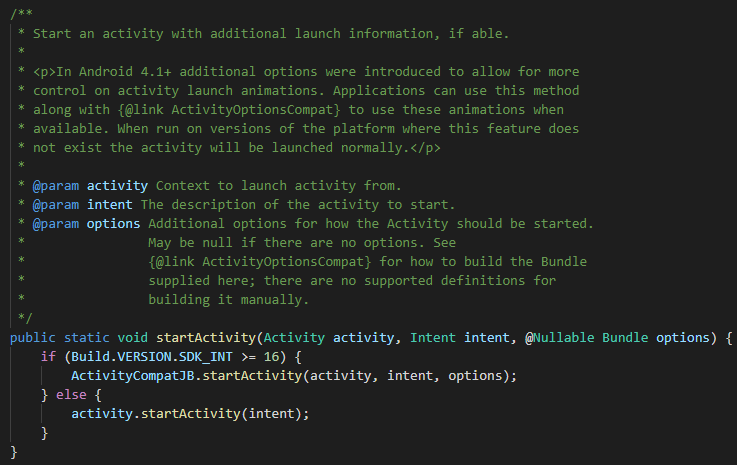 /**
 * Start an activity with additional launch information, if able.
 *
 * <p>In Android 4.1+ additional options were introduced to allow for more
 * control on activity launch animations. Applications can use this method
 * along with {@link ActivityOptionsCompat} to use these animations when
 * available. When run on versions of the platform where this feature does
 * not exist the activity will be launched normally.</p>
 *
 * @param activity Context to launch activity from.
 * @param intent The description of the activity to start.
 * @param options Additional options for how the Activity should be started.
 *                May be null if there are no options. See
 *                {@link ActivityOptionsCompat} for how to build the Bundle
 *                supplied here; there are no supported definitions for
 *                building it manually.
 */
public static void startActivity(Activity activity, Intent intent, @Nullable Bundle options) {
    if (Build.VERSION.SDK_INT >= 16) {
        ActivityCompatJB.startActivity(activity, intent, options);
    } else {
        activity.startActivity(intent);
    }
}